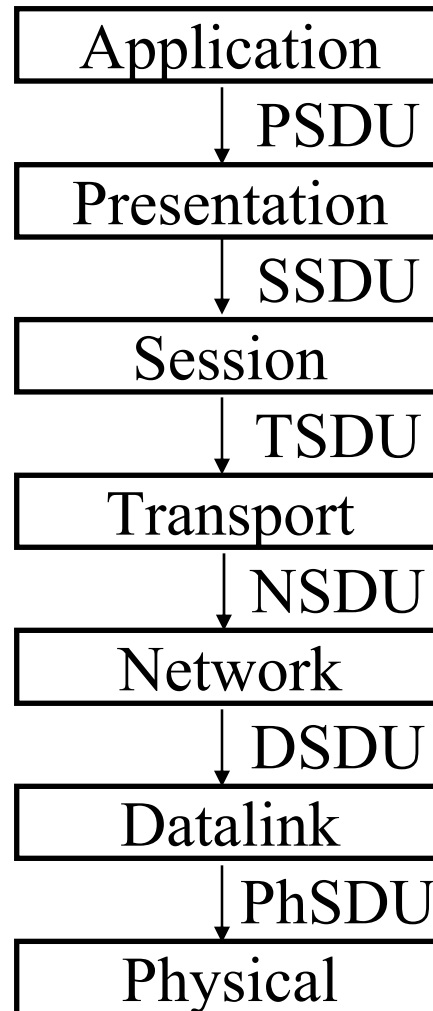 Application
PSDU
Presentation
SSDU
Session
TSDU
Transport
NSDU
Network
DSDU
Datalink
PhSDU
Physical